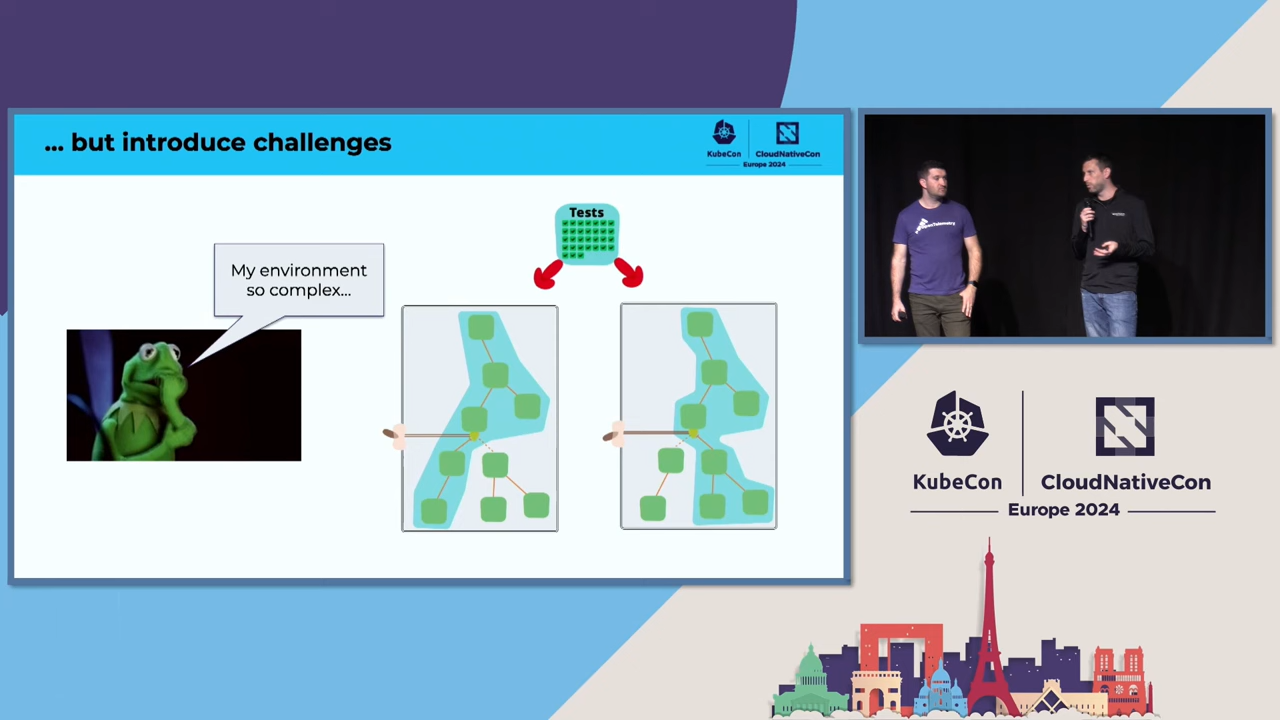 ... but introduce challenges
KubeCon
CloudNativeCon
Europe 2024
Tests
My environment
so complex...
KubeCon
CloudNativeCon
Europe 2024